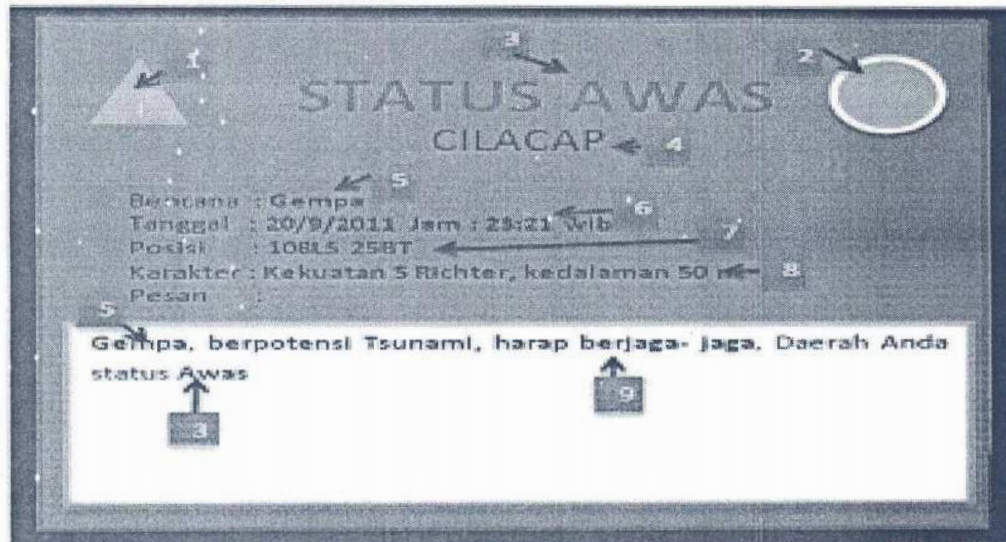 1
3
2
STATUS AWAS
CILACAP
4
5
Bencana : Gempa
Tanggal : 20/9/2011 Jam : Wib
6
Posisi : 108LS 25BT
7
Karakter : Kekuatan 5 Richter, kedalaman 50
8
Pesan :
5
Gempa, berpotensi Tsunami, harap berjaga- jaga, Daerah Anda
status Awas
3
9